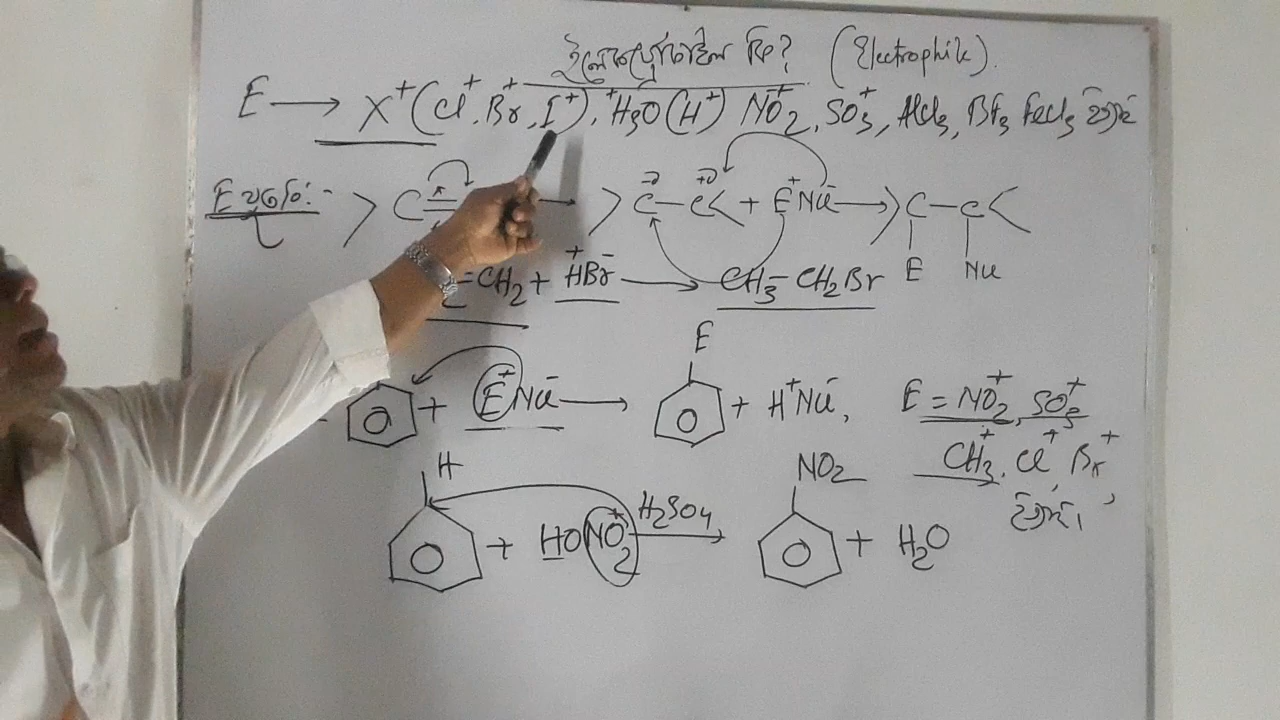 ইলেকট্রোফাইল কি? (Electrophile).
E → X⁺(Cl⁺, Br⁺, I⁺), ⁺H₃O(H⁺) NO₂⁺, SO₃⁺, AlCl₃, BF₃ FeCl₃ ইত্যাদি
C C⁻–C⁺ + E⁺Nu⁻ → C–C
E Nu
=CH₂ + H⁺Br⁻ → CH₃–CH₂Br
E
+ E⁺Nu⁻ → + H⁺Nu⁻, E = NO₂⁺, SO₃⁺
CH₃⁺, Cl⁺, Br⁺,
ইত্যাদি।
H NO₂
+ HONO₂⁺ H₂SO₄ → + H₂O